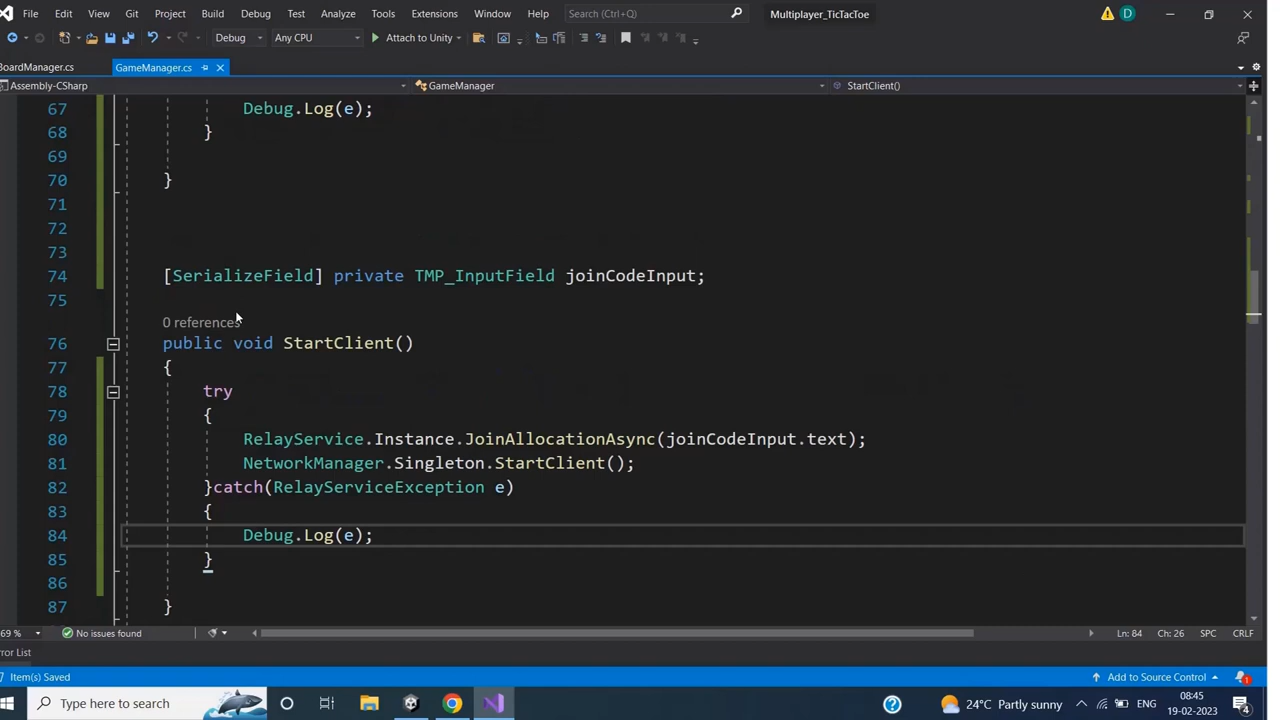 File Edit View Git Project Build Debug Test Analyze Tools Extensions Window Help Search (Ctrl+Q) Multiplayer_TicTacToe D
Debug Any CPU Attach to Unity
BoardManager.cs GameManager.cs
Assembly-CSharp GameManager StartClient()
67 Debug.Log(e);
68 }
69
70 }
71
72
73
74 [SerializeField] private TMP_InputField joinCodeInput;
75
0 references
76 public void StartClient()
77 {
78 try
79 {
80 RelayService.Instance.JoinAllocationAsync(joinCodeInput.text);
81 NetworkManager.Singleton.StartClient();
82 }catch(RelayServiceException e)
83 {
84 Debug.Log(e);
85 }
86
87 }
69 % No issues found Ln: 84 Ch: 26 SPC CRLF
rror List
Item(s) Saved Add to Source Control 1
Type here to search 24°C Partly sunny 08:45
19-02-2023 4